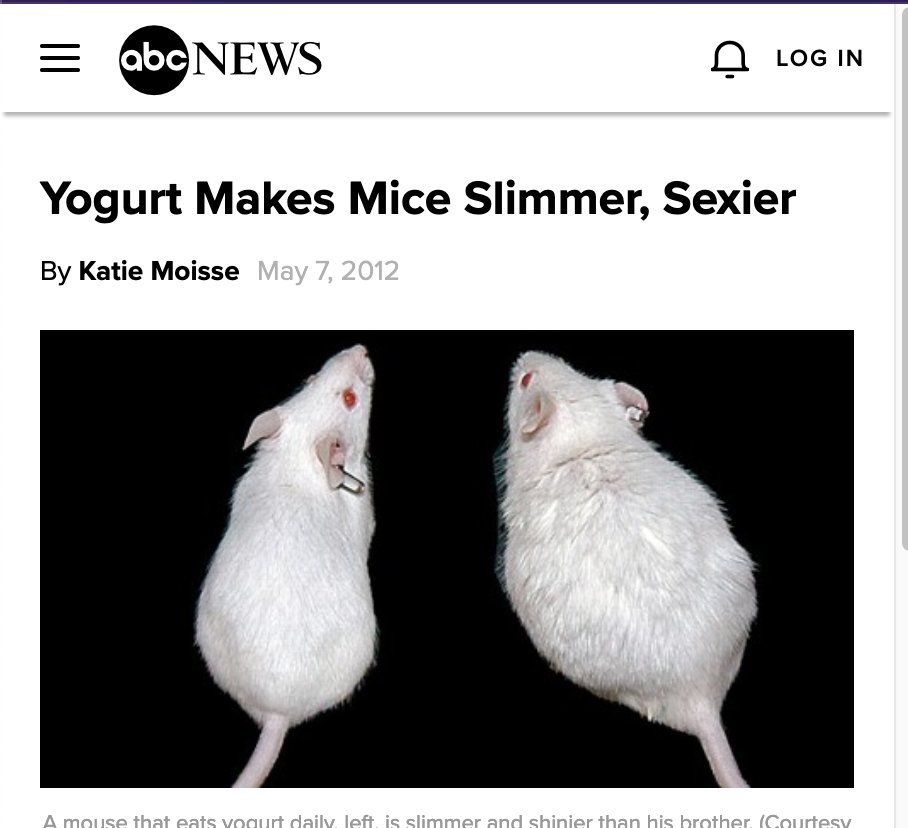 abc NEWS
LOG IN
Yogurt Makes Mice Slimmer, Sexier
By Katie Moisse May 7, 2012
A mouse that eats yogurt daily, left, is slimmer and shinier than his brother. (Courtesy